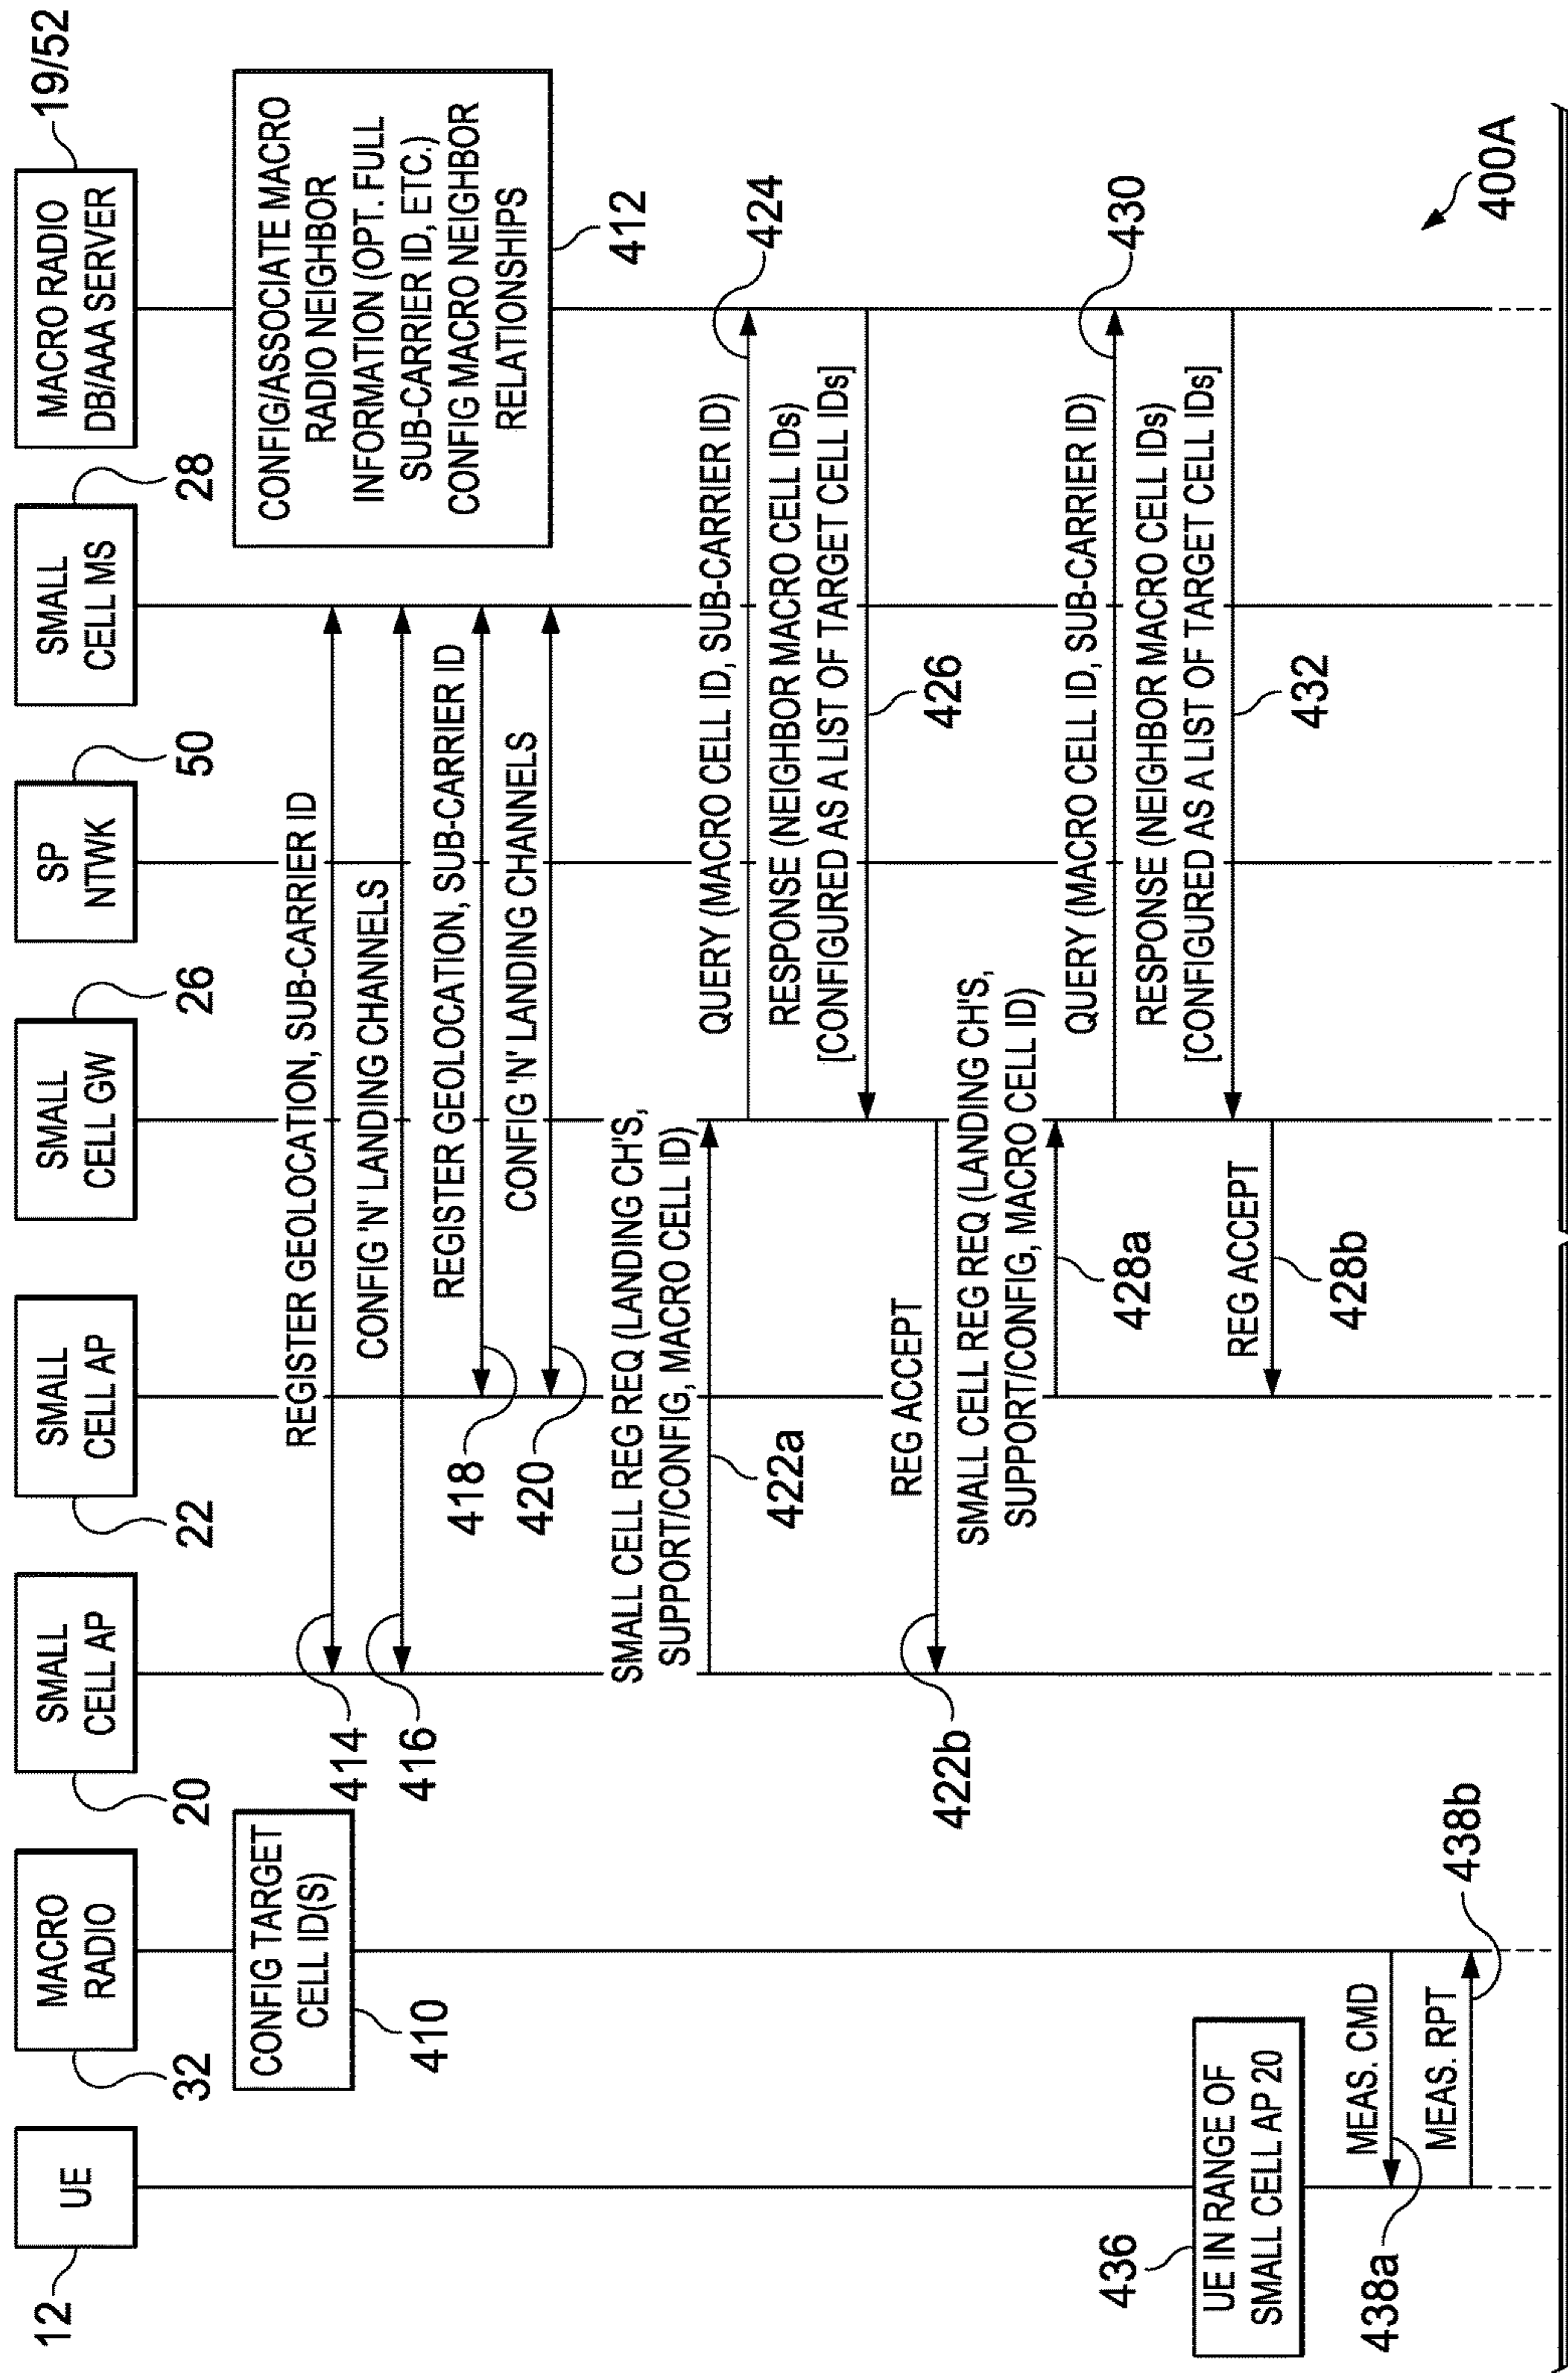 12
UE
32
MACRO
RADIO
20
SMALL
CELL AP
22
SMALL
CELL AP
SMALL
CELL GW
26
SP
NTWK
50
SMALL
CELL MS
28
MACRO RADIO
DB/AAA SERVER
19/52
CONFIG TARGET
CELL ID(S)
410
CONFIG/ASSOCIATE MACRO
RADIO NEIGHBOR
INFORMATION (OPT. FULL
SUB-CARRIER ID, ETC.)
CONFIG MACRO NEIGHBOR
RELATIONSHIPS
412
REGISTER GEOLOCATION, SUB-CARRIER ID
414
CONFIG 'N' LANDING CHANNELS
416
REGISTER GEOLOCATION, SUB-CARRIER ID
418
CONFIG 'N' LANDING CHANNELS
420
SMALL CELL REG REQ (LANDING CH'S,
SUPPORT/CONFIG, MACRO CELL ID)
422a
QUERY (MACRO CELL ID, SUB-CARRIER ID)
424
RESPONSE (NEIGHBOR MACRO CELL IDs)
[CONFIGURED AS A LIST OF TARGET CELL IDs]
426
REG ACCEPT
422b
SMALL CELL REG REQ (LANDING CH'S,
SUPPORT/CONFIG, MACRO CELL ID)
428a
QUERY (MACRO CELL ID, SUB-CARRIER ID)
430
RESPONSE (NEIGHBOR MACRO CELL IDs)
[CONFIGURED AS A LIST OF TARGET CELL IDs]
432
REG ACCEPT
428b
436
UE IN RANGE OF
SMALL CELL AP 20
MEAS. CMD
438a
MEAS. RPT
438b
400A